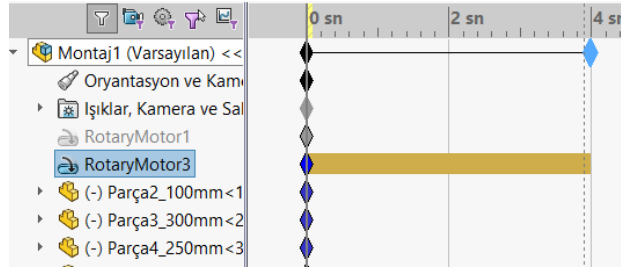 0 sn 2 sn 4 sn
Montaj1 (Varsayılan) <<
Oryantasyon ve Kam
Işıklar, Kamera ve Sal
RotaryMotor1
RotaryMotor3
(-) Parça2_100mm<1
(-) Parça3_300mm<2
(-) Parça4_250mm<3